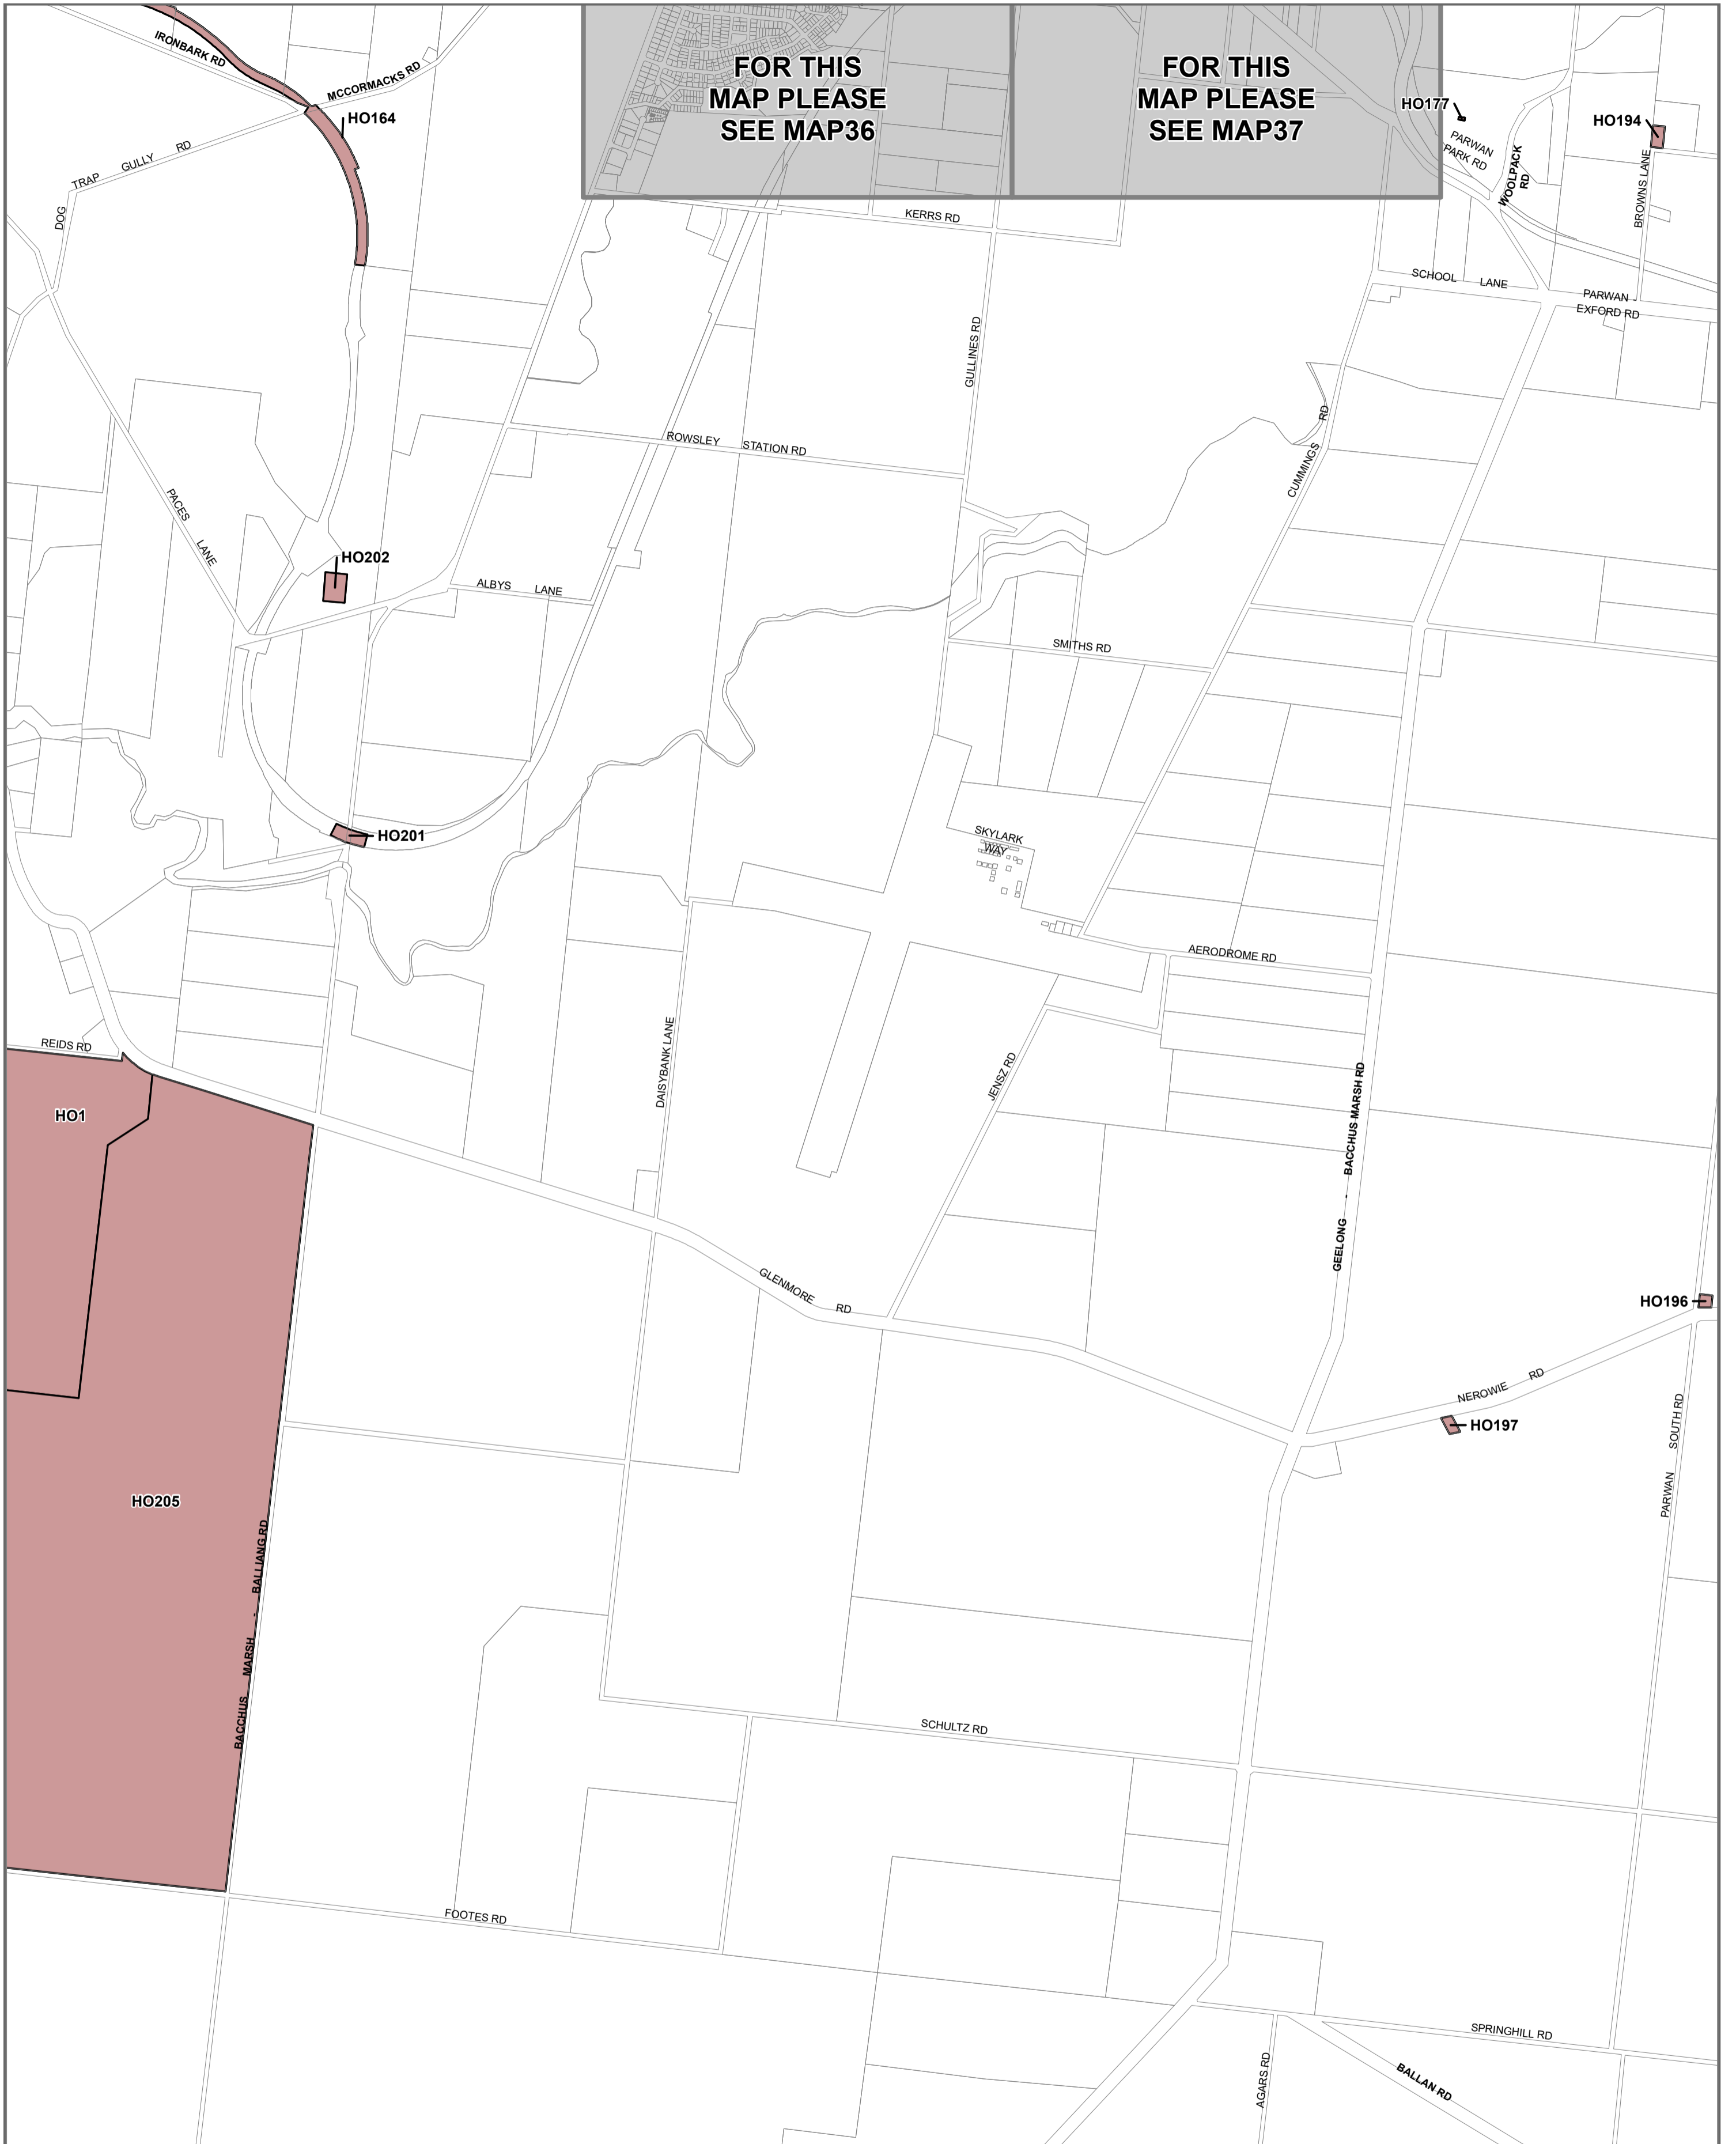 IRONBARK RD
MCCORMACKS RD
HO164
FOR THIS
MAP PLEASE
SEE MAP36
FOR THIS
MAP PLEASE
SEE MAP37
HO177
HO194
PARWAN
PARK RD
WOOLPACK
RD
BROWNS LANE
DOG TRAP GULLY RD
KERRS RD
SCHOOL LANE
PARWAN -
EXFORD RD
GULLINES RD
CUMMINGS RD
ROWSLEY STATION RD
PACES LANE
HO202
ALBYS LANE
SMITHS RD
HO201
SKYLARK
WAY
AERODROME RD
REIDS RD
DAISYBANK LANE
JENSZ RD
GEELONG - BACCHUS MARSH RD
HO1
GLENMORE RD
HO196
NEROWIE RD
HO197
PARWAN SOUTH RD
HO205
BACCHUS MARSH - BALLIANG RD
SCHULTZ RD
FOOTES RD
SPRINGHILL RD
AGARS RD
BALLAN RD